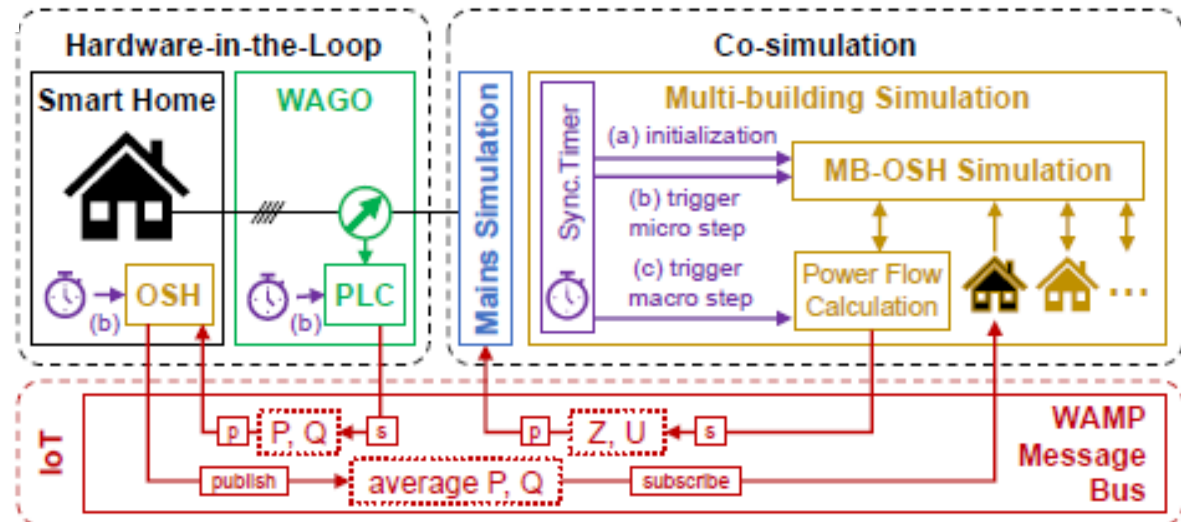 Hardware-in-the-Loop
Co-simulation
Smart Home
WAGO
Mains Simulation
Multi-building Simulation
Sync.Timer
(a) initialization
MB-OSH Simulation
(b) trigger
micro step
(c) trigger
macro step
Power Flow
Calculation
...
OSH
(b)
PLC
(b)
IoT
p
P, Q
s
p
Z, U
s
WAMP
Message
Bus
publish
average P, Q
subscribe